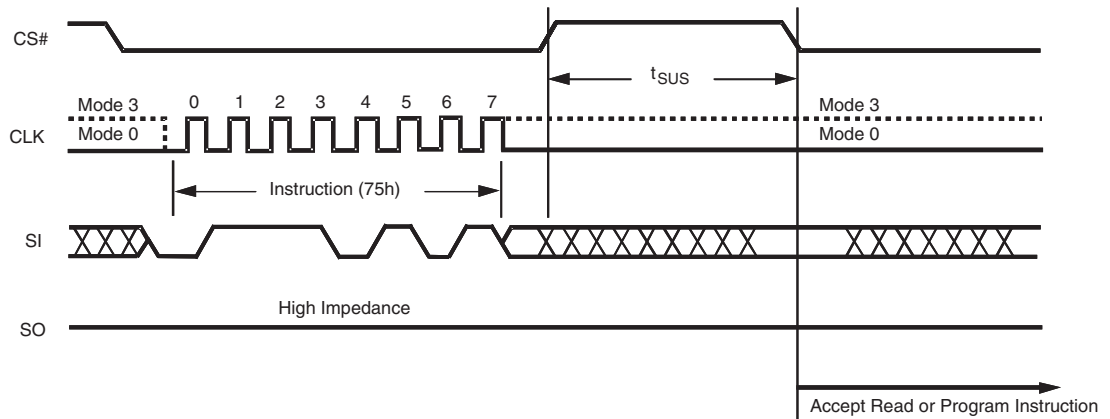 CS#
tSUS
Mode 3 0 1 2 3 4 5 6 7 Mode 3
CLK Mode 0 Mode 0
Instruction (75h)
SI
High Impedance
SO
Accept Read or Program Instruction